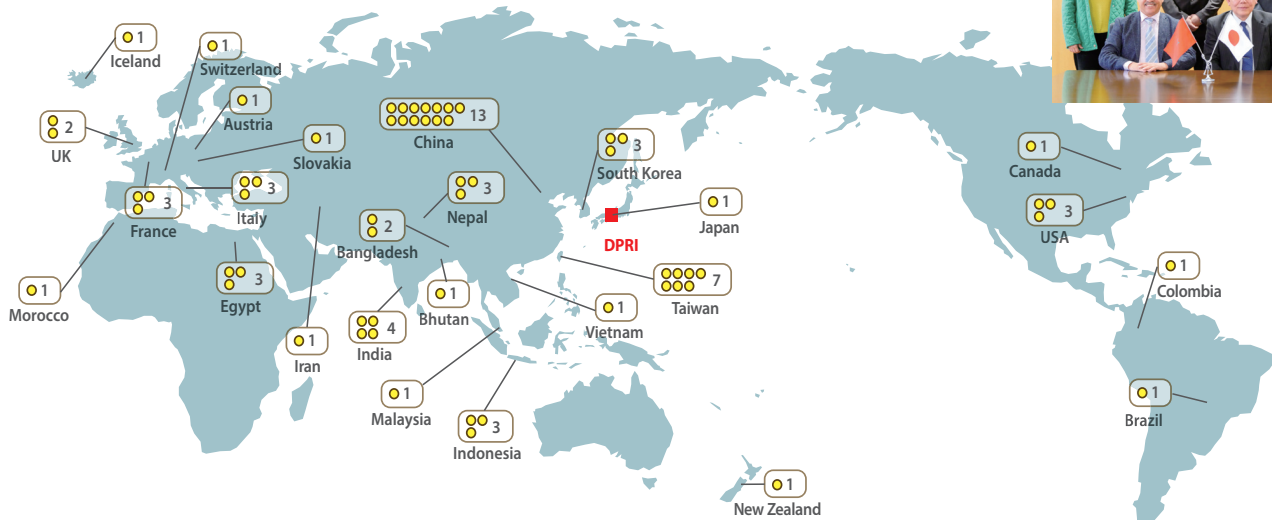 1
Iceland
1
Switzerland
1
Austria
2
UK
1
Slovakia
13
China
3
South Korea
3
France
3
Italy
3
Nepal
1
Japan
DPRI
2
Bangladesh
1
Morocco
3
Egypt
1
Iran
4
India
1
Bhutan
1
Vietnam
7
Taiwan
1
Malaysia
3
Indonesia
1
New Zealand
1
Canada
3
USA
1
Colombia
1
Brazil